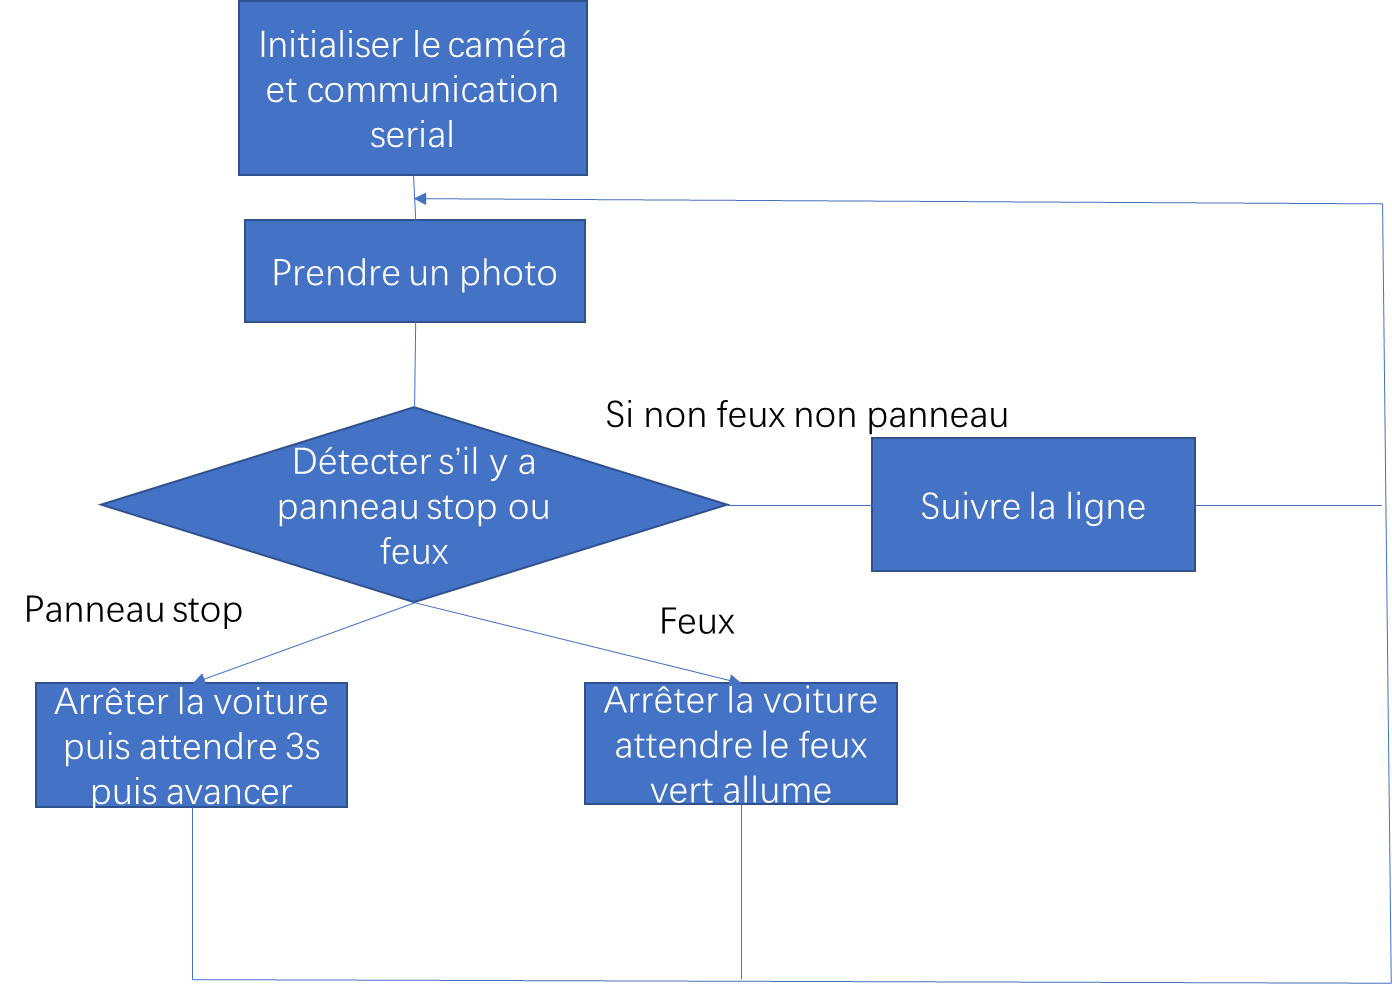 Initialiser le caméra
et communication
serial
Prendre un photo
Si non feux non panneau
Détecter s’il y a
panneau stop ou
feux
Suivre la ligne
Panneau stop
Feux
Arrêter la voiture
puis attendre 3s
puis avancer
Arrêter la voiture
attendre le feux
vert allume